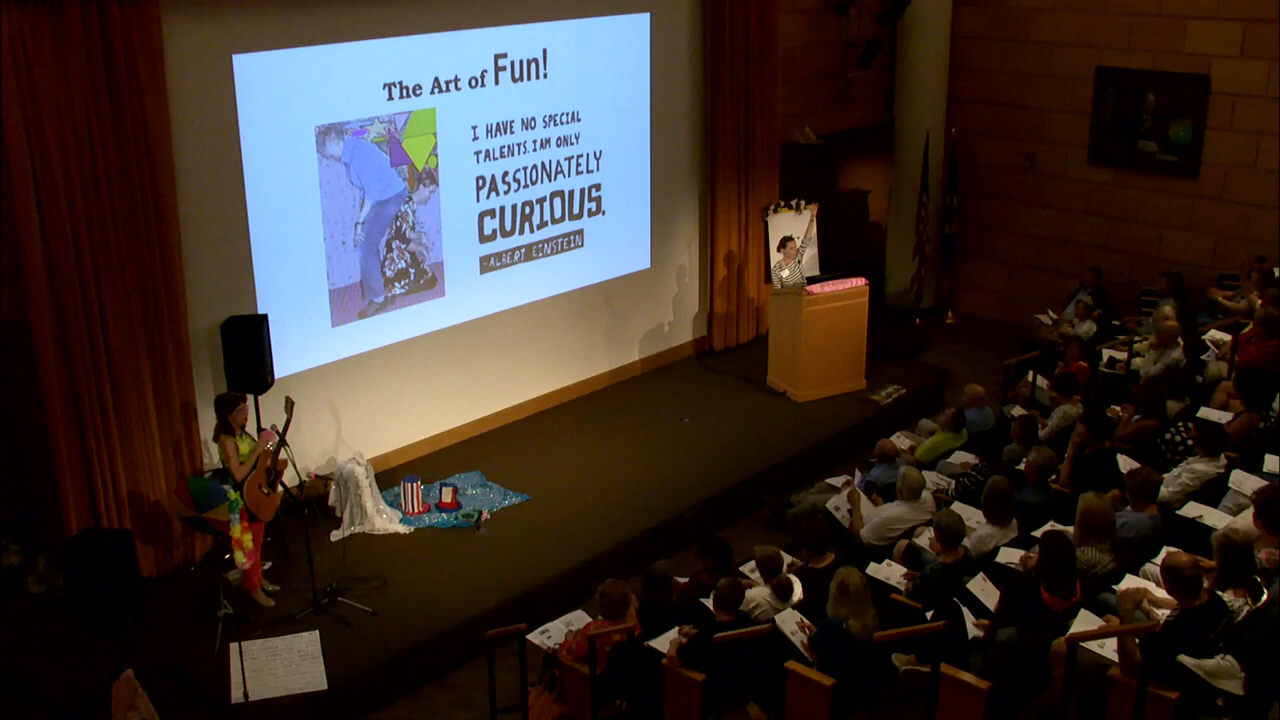 The Art of Fun!
I HAVE NO SPECIAL
TALENTS. I AM ONLY
PASSIONATELY
CURIOUS.
-ALBERT EINSTEIN